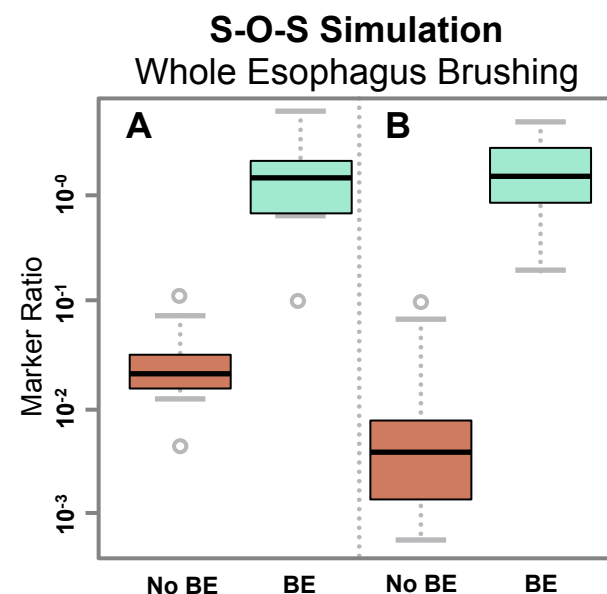 S-O-S Simulation
Whole Esophagus Brushing
A
B
Marker Ratio
10-0
10-1
10-2
10-3
No BE
BE
No BE
BE